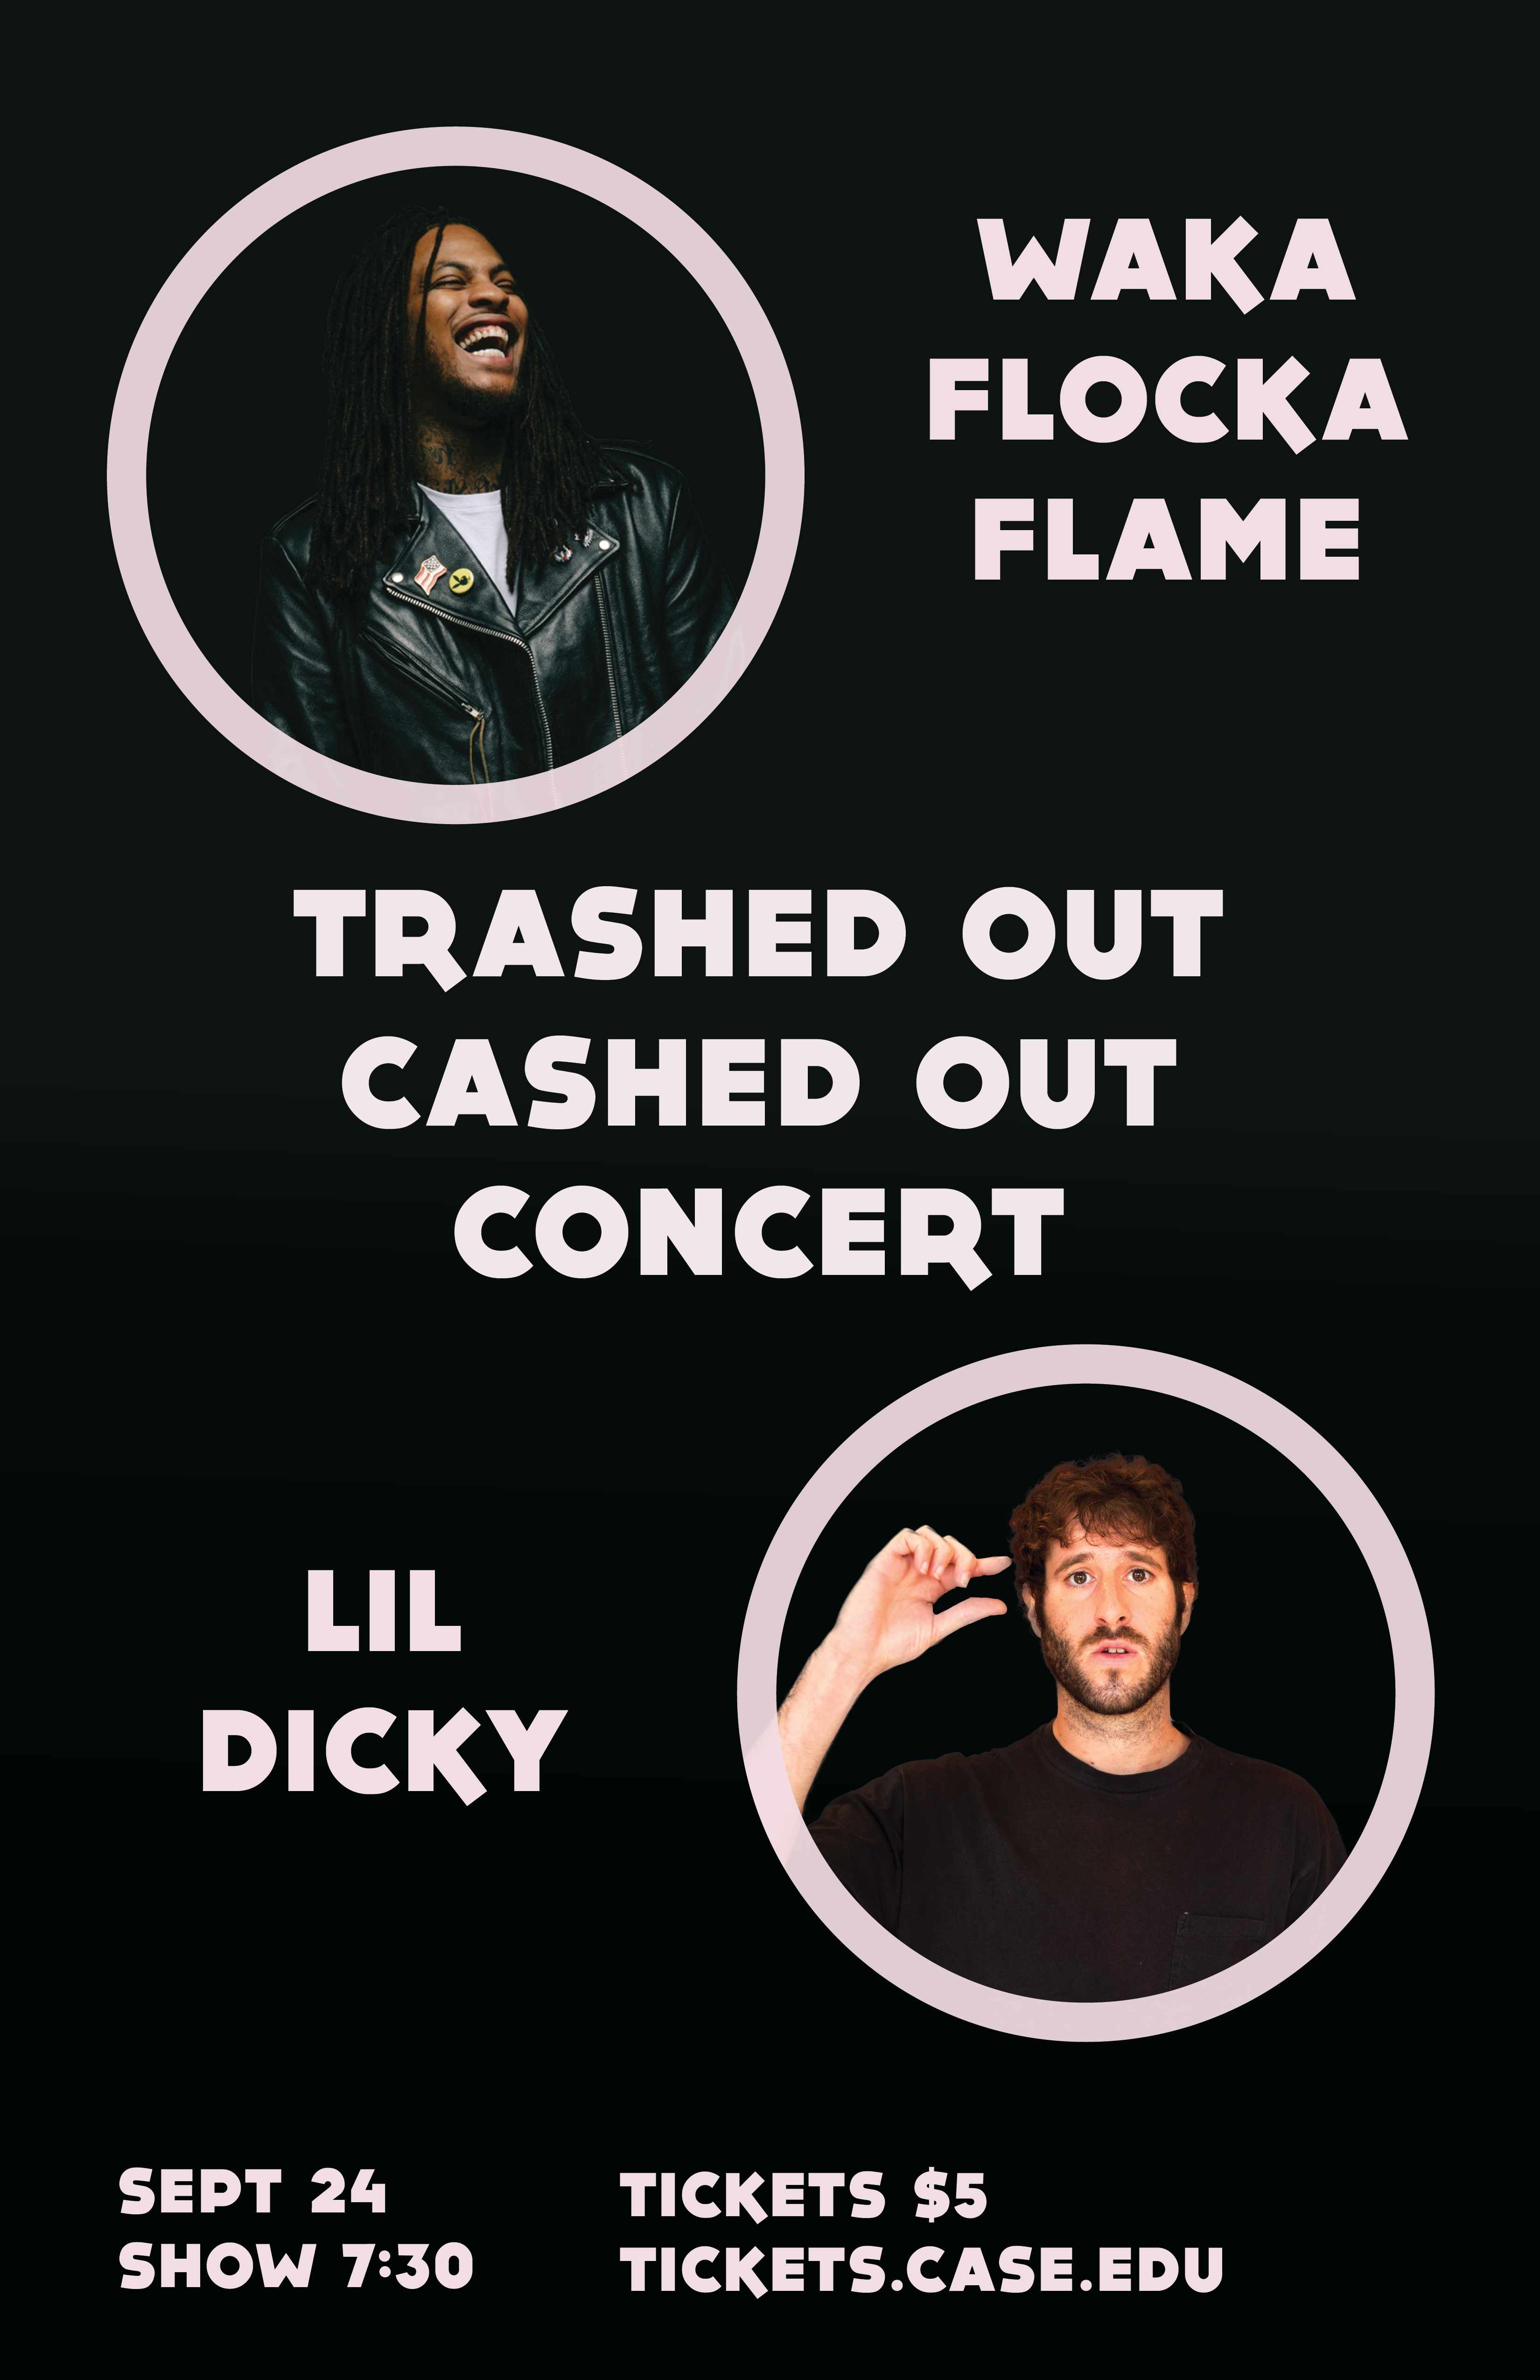 WAKA
FLOCKA
FLAME
TRASHED OUT
CASHED OUT
CONCERT
LIL
DICKY
SEPT 24
SHOW 7:30
TICKETS $5
TICKETS.CASE.EDU